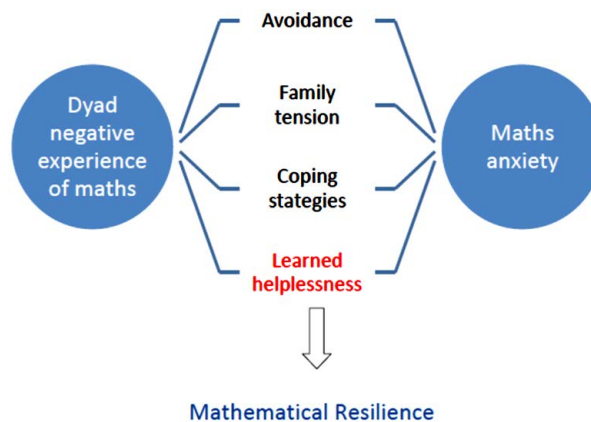 Avoidance
Dyad
negative
experience
of maths
Family
tension
Maths
anxiety
Coping
stategies
Learned
helplessness
Mathematical Resilience